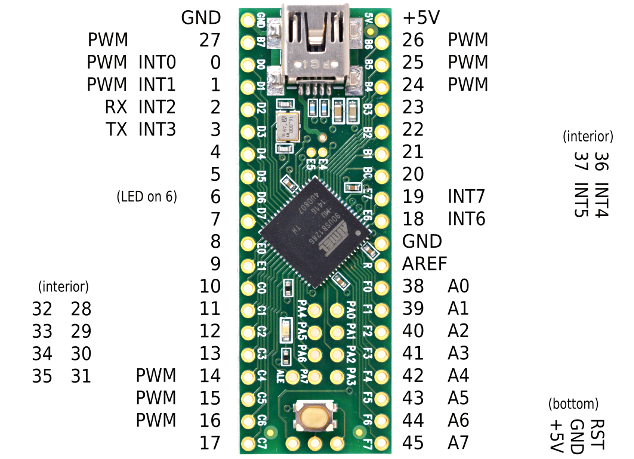 GND +5V
PWM 27 26 PWM
PWM INT0 0 25 PWM
PWM INT1 1 24 PWM
RX INT2 2 23
TX INT3 3 22
4 21
5 20
(LED on 6) 6 19 INT7
7 18 INT6
8 GND
9 AREF
(interior) 10 38 A0
32 28 11 39 A1
33 29 12 40 A2
34 30 13 41 A3
35 31 PWM 14 42 A4
PWM 15 43 A5
PWM 16 44 A6
17 45 A7
(interior)
36 INT4
37 INT5
(bottom)
RST
GND
+5V
GND
B7
D0
D1
D2
D3
D4
D5
D6
D7
E0
E1
C0
C1
C2
C3
C4
C5
C6
C7
5V
B6
B5
B4
B3
B2
B1
B0
E7
E6
R
F0
F1
F2
F3
F4
F5
F6
F7
E5 E4
ATMEL
90USB1286
-MU
1416
TH
PA4 PA0
PA5 PA1
PA6 PA2
ALE PA7 PA3